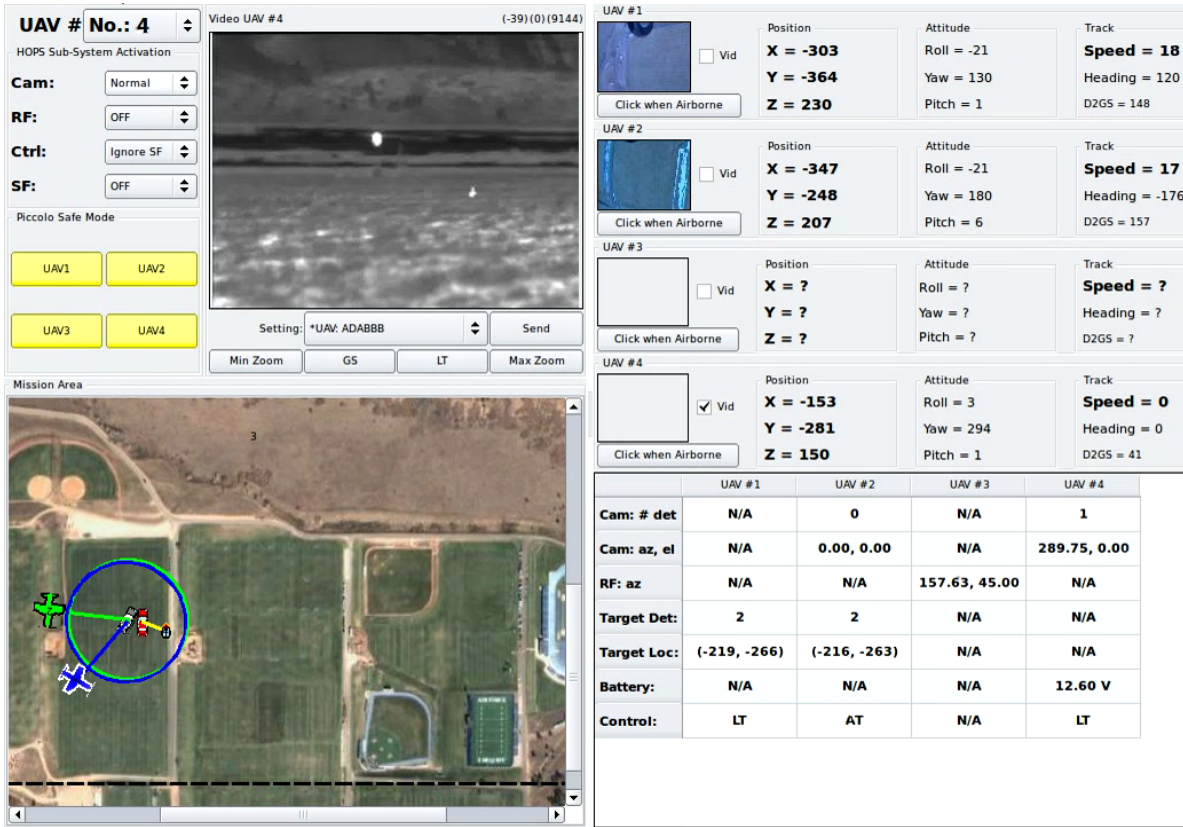 UAV # No.: 4
HOPS Sub-System Activation
Cam: Normal
RF: OFF
Ctrl: Ignore SF
SF: OFF
Piccolo Safe Mode
UAV1 UAV2
UAV3 UAV4
Video UAV #4 (-39)(0)(9144)
Setting: *UAV: ADABBB Send
Min Zoom GS LT Max Zoom
Mission Area
3
UAV #1
Vid
Click when Airborne
Position
X = -303
Y = -364
Z = 230
Attitude
Roll = -21
Yaw = 130
Pitch = 1
Track
Speed = 18
Heading = 120
D2GS = 148
UAV #2
Vid
Click when Airborne
Position
X = -347
Y = -248
Z = 207
Attitude
Roll = -21
Yaw = 180
Pitch = 6
Track
Speed = 17
Heading = -176
D2GS = 157
UAV #3
Vid
Click when Airborne
Position
X = ?
Y = ?
Z = ?
Attitude
Roll = ?
Yaw = ?
Pitch = ?
Track
Speed = ?
Heading = ?
D2GS = ?
UAV #4
Vid
Click when Airborne
Position
X = -153
Y = -281
Z = 150
Attitude
Roll = 3
Yaw = 294
Pitch = 1
Track
Speed = 0
Heading = 0
D2GS = 41
UAV #1 UAV #2 UAV #3 UAV #4
Cam: # det N/A 0 N/A 1
Cam: az, el N/A 0.00, 0.00 N/A 289.75, 0.00
RF: az N/A N/A 157.63, 45.00 N/A
Target Det: 2 2 N/A N/A
Target Loc: (-219, -266) (-216, -263) N/A N/A
Battery: N/A N/A N/A 12.60 V
Control: LT AT N/A LT